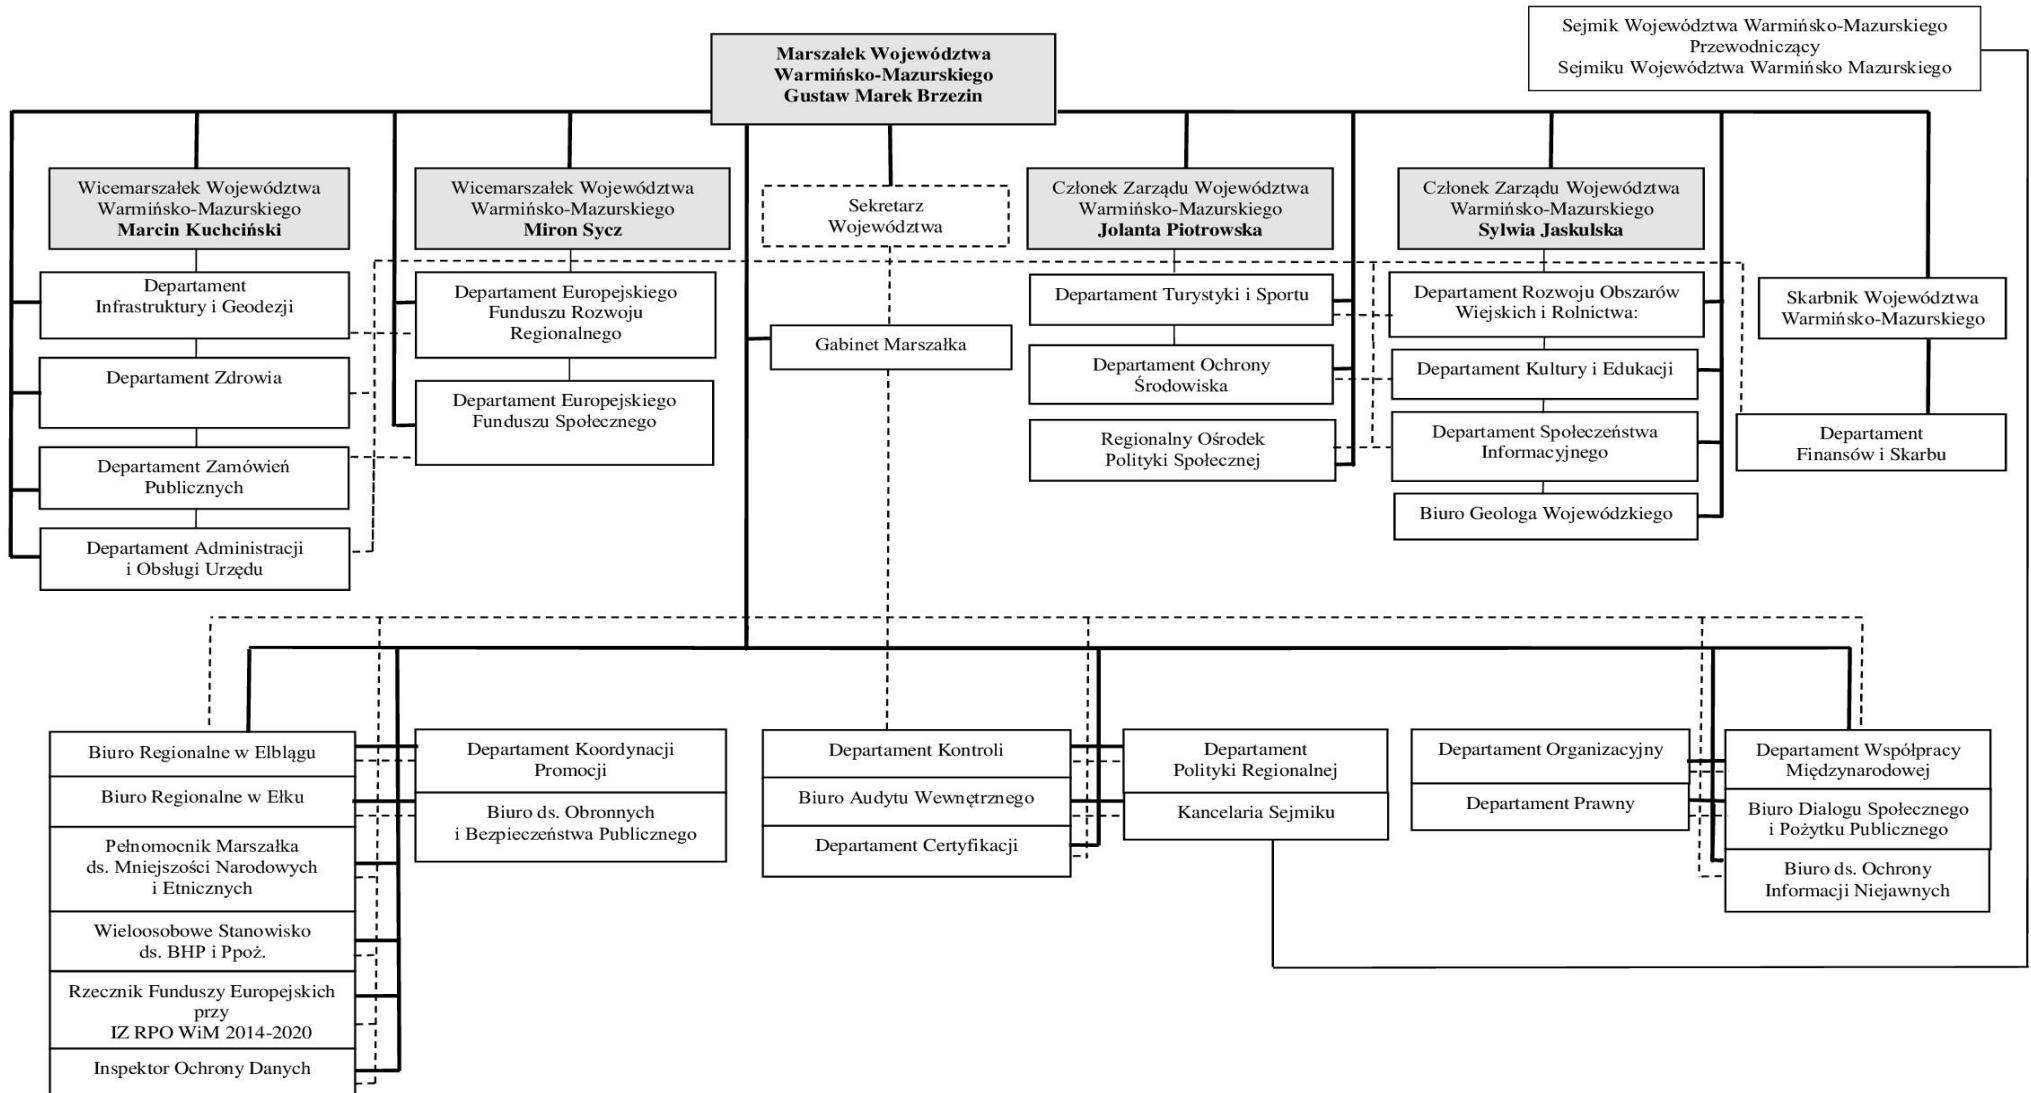 Sejmik Województwa Warmińsko-Mazurskiego
Przewodniczący
Sejmiku Województwa Warmińsko Mazurskiego
Marszałek Województwa
Warmińsko-Mazurskiego
Gustaw Marek Brzezin
Wicemarszałek Województwa
Warmińsko-Mazurskiego
Marcin Kuchciński
Wicemarszałek Województwa
Warmińsko-Mazurskiego
Miron Sycz
Sekretarz
Województwa
Członek Zarządu Województwa
Warmińsko-Mazurskiego
Jolanta Piotrowska
Członek Zarządu Województwa
Warmińsko-Mazurskiego
Sylwia Jaskulska
Departament
Infrastruktury i Geodezji
Departament Zdrowia
Departament Zamówień
Publicznych
Departament Administracji
i Obsługi Urzędu
Departament Europejskiego
Funduszu Rozwoju
Regionalnego
Departament Europejskiego
Funduszu Społecznego
Gabinet Marszałka
Departament Turystyki i Sportu
Departament Ochrony
Środowiska
Regionalny Ośrodek
Polityki Społecznej
Departament Rozwoju Obszarów
Wiejskich i Rolnictwa:
Departament Kultury i Edukacji
Departament Społeczeństwa
Informacyjnego
Biuro Geologa Wojewódzkiego
Skarbnik Województwa
Warmińsko-Mazurskiego
Departament
Finansów i Skarbu
Biuro Regionalne w Elblągu
Biuro Regionalne w Ełku
Pełnomocnik Marszałka
ds. Mniejszości Narodowych
i Etnicznych
Wieloosobowe Stanowisko
ds. BHP i Ppoż.
Rzecznik Funduszy Europejskich
przy
IZ RPO WiM 2014-2020
Inspektor Ochrony Danych
Departament Koordynacji
Promocji
Biuro ds. Obronnych
i Bezpieczeństwa Publicznego
Departament Kontroli
Biuro Audytu Wewnętrznego
Departament Certyfikacji
Departament
Polityki Regionalnej
Kancelaria Sejmiku
Departament Organizacyjny
Departament Prawny
Departament Współpracy
Międzynarodowej
Biuro Dialogu Społecznego
i Pożytku Publicznego
Biuro ds. Ochrony
Informacji Niejawnych